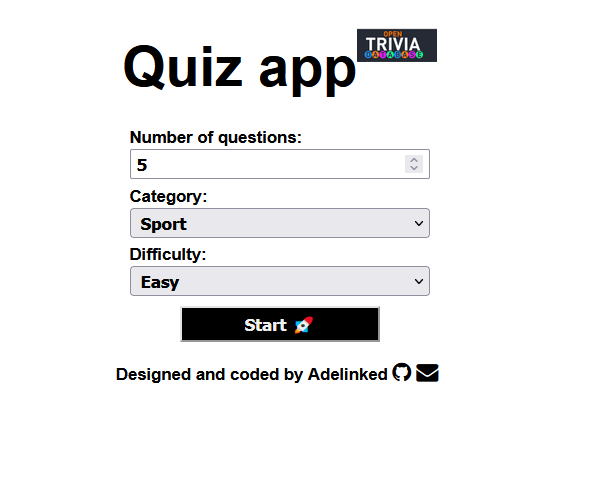 Quiz app
OPEN
TRIVIA
DATABASE
Number of questions:
5
Category:
Sport
Difficulty:
Easy
Start 🚀
Designed and coded by Adelinked